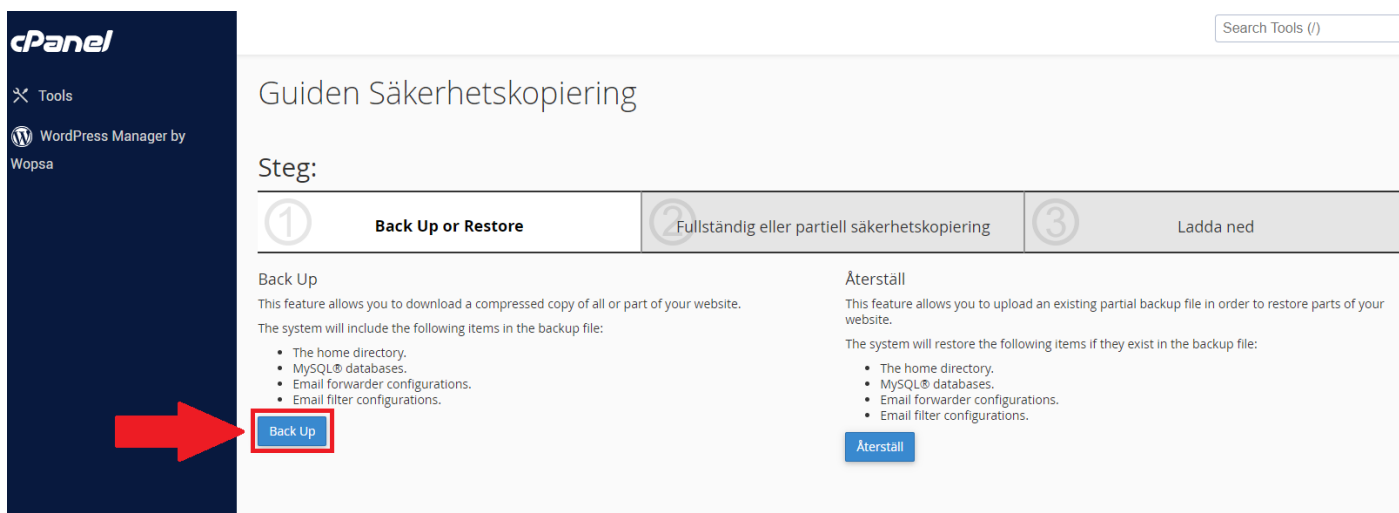 cPanel
Search Tools (/)
Tools
WordPress Manager by
Wopsa
Guiden Säkerhetskopiering
Steg:
1 Back Up or Restore
2 Fullständig eller partiell säkerhetskopiering
3 Ladda ned
Back Up
This feature allows you to download a compressed copy of all or part of your website.
The system will include the following items in the backup file:
• The home directory.
• MySQL® databases.
• Email forwarder configurations.
• Email filter configurations.
Back Up
Återställ
This feature allows you to upload an existing partial backup file in order to restore parts of your
website.
The system will restore the following items if they exist in the backup file:
• The home directory.
• MySQL® databases.
• Email forwarder configurations.
• Email filter configurations.
Återställ